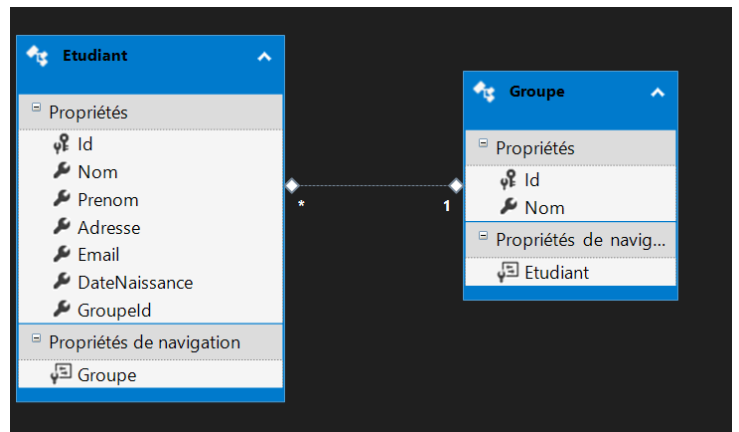 Etudiant
Propriétés
Id
Nom
Prenom
Adresse
Email
DateNaissance
GroupeId
Propriétés de navigation
Groupe
*
1
Groupe
Propriétés
Id
Nom
Propriétés de navig...
Etudiant